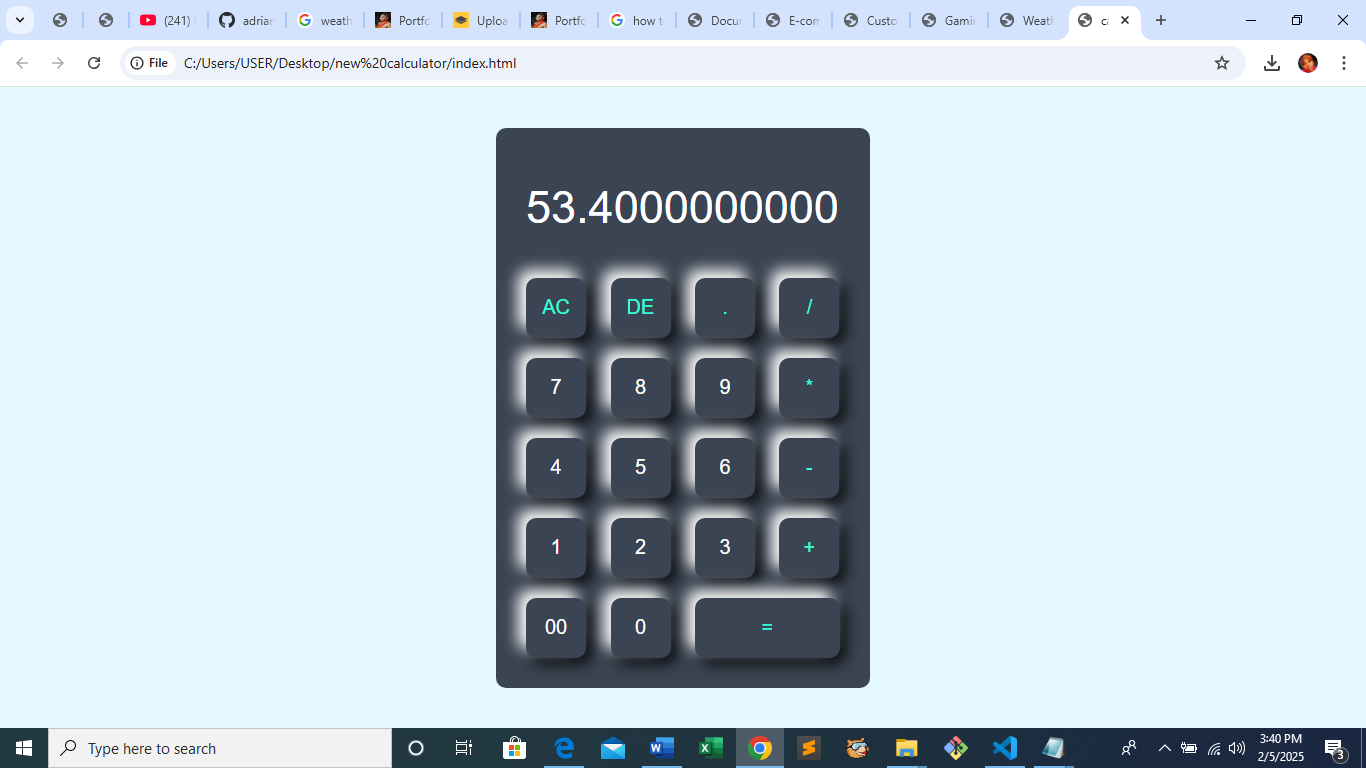 (241)
adrian
weath
Portfo
Uploa
Portfo
how t
Docur
E-com
Custo
Gamin
Weath
File C:/Users/USER/Desktop/new%20calculator/index.html
53.4000000000
AC DE . /
7 8 9 *
4 5 6 -
1 2 3 +
00 0 =
Type here to search
3:40 PM
2/5/2025
3